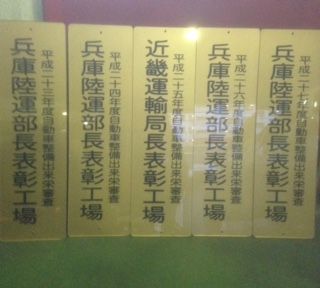 平成二十三年度自動車整備出来栄審査
兵庫陸運部長表彰工場
平成二十四年度自動車整備出来栄審査
兵庫陸運部長表彰工場
平成二十五年度自動車整備出来栄審査
近畿運輸局長表彰工場
平成二十六年度自動車整備出来栄審査
兵庫陸運部長表彰工場
平成二十七年度自動車整備出来栄審査
兵庫陸運部長表彰工場